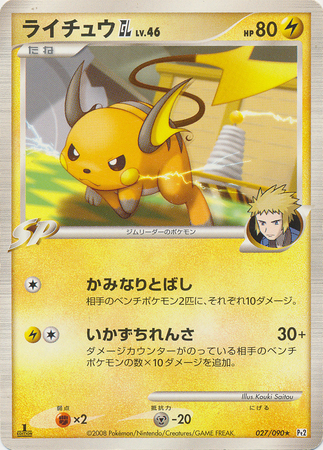 ライチュウ GL LV.46 HP80
たね
ジムリーダーのポケモン
SP
かみなりとばし
相手のベンチポケモン2匹に、それぞれ10ダメージ。
いかずちれんさ 30+
ダメージカウンターがのっている相手のベンチ
ポケモンの数×10ダメージを追加。
Illus.Kouki Saitou
弱点 ×2 抵抗力 -20 にげる
1 EDITION ©2008 Pokémon/Nintendo/Creatures/GAME FREAK. 027/090★ Pt2